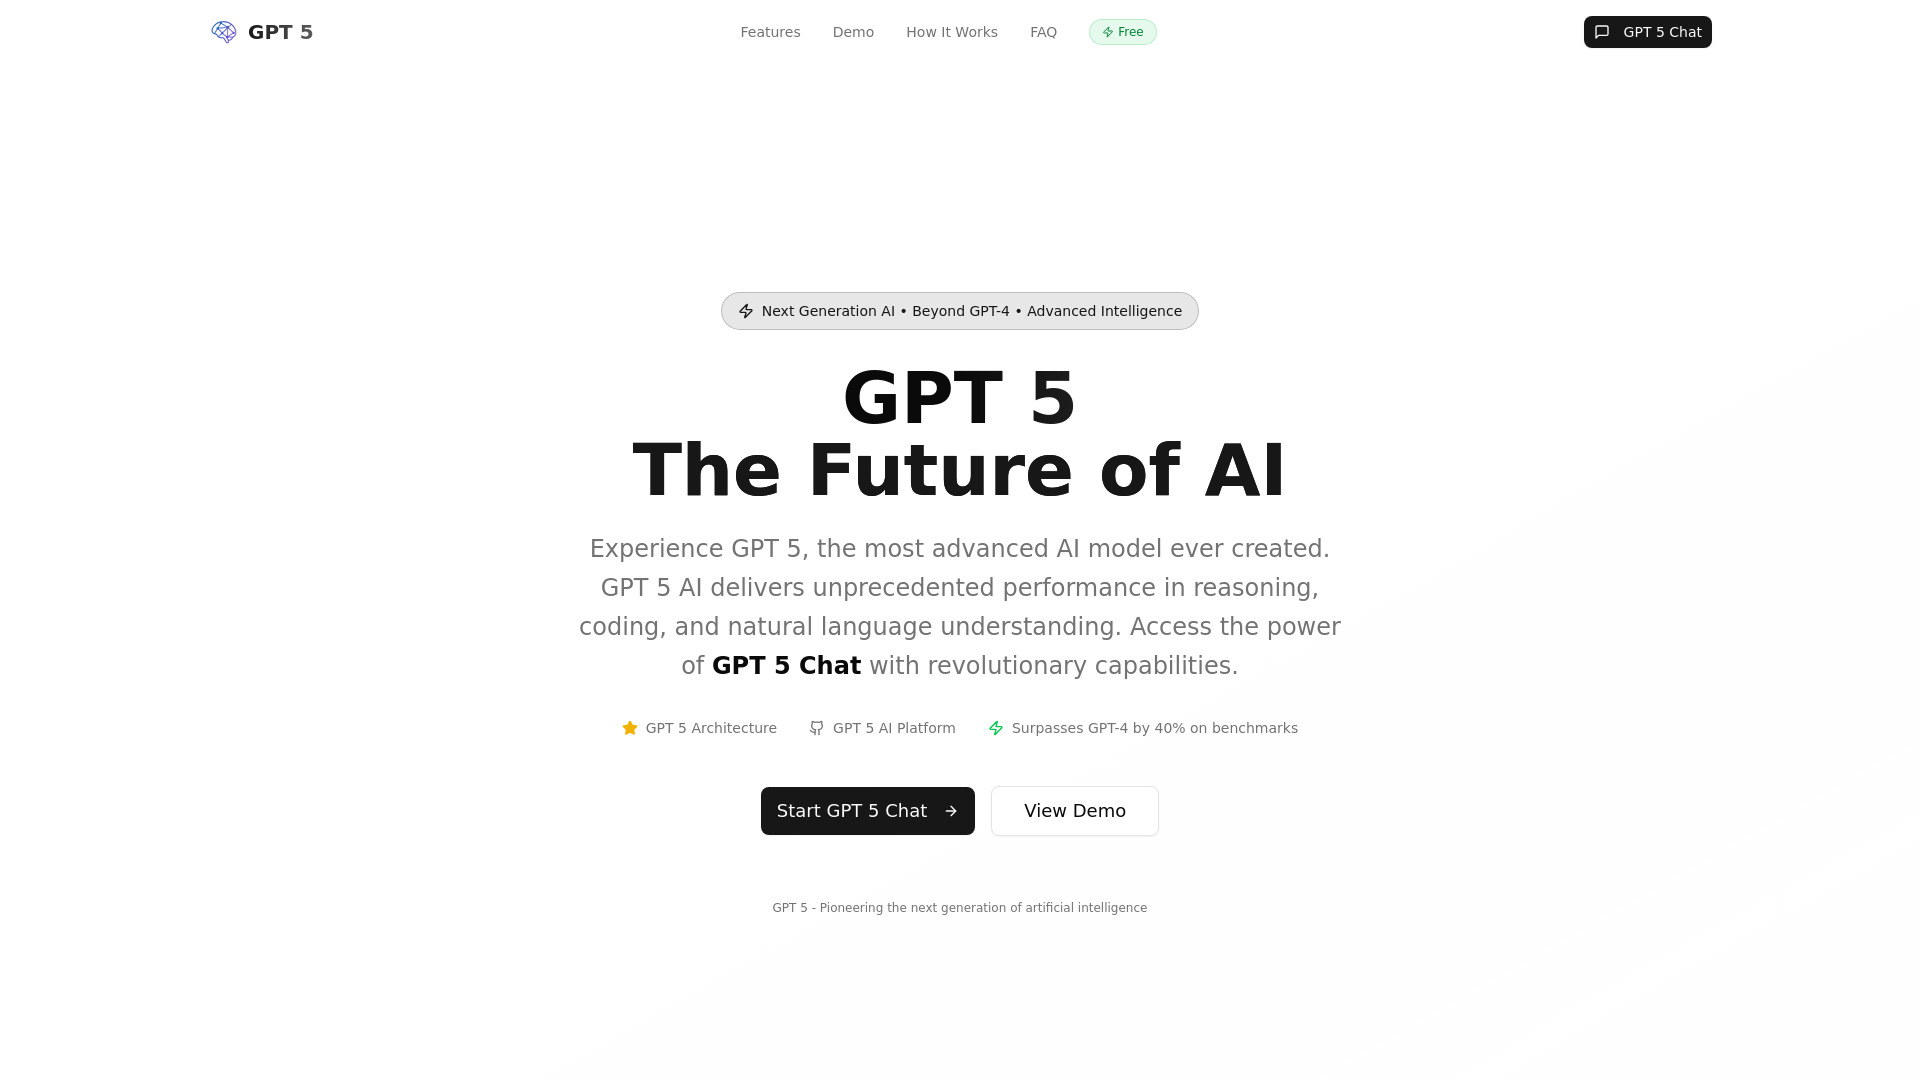 GPT 5
Features
Demo
How It Works
FAQ
Free
GPT 5 Chat
Next Generation AI • Beyond GPT-4 • Advanced Intelligence
GPT 5
The Future of AI
Experience GPT 5, the most advanced AI model ever created.
GPT 5 AI delivers unprecedented performance in reasoning,
coding, and natural language understanding. Access the power
of GPT 5 Chat with revolutionary capabilities.
GPT 5 Architecture
GPT 5 AI Platform
Surpasses GPT-4 by 40% on benchmarks
Start GPT 5 Chat
View Demo
GPT 5 - Pioneering the next generation of artificial intelligence